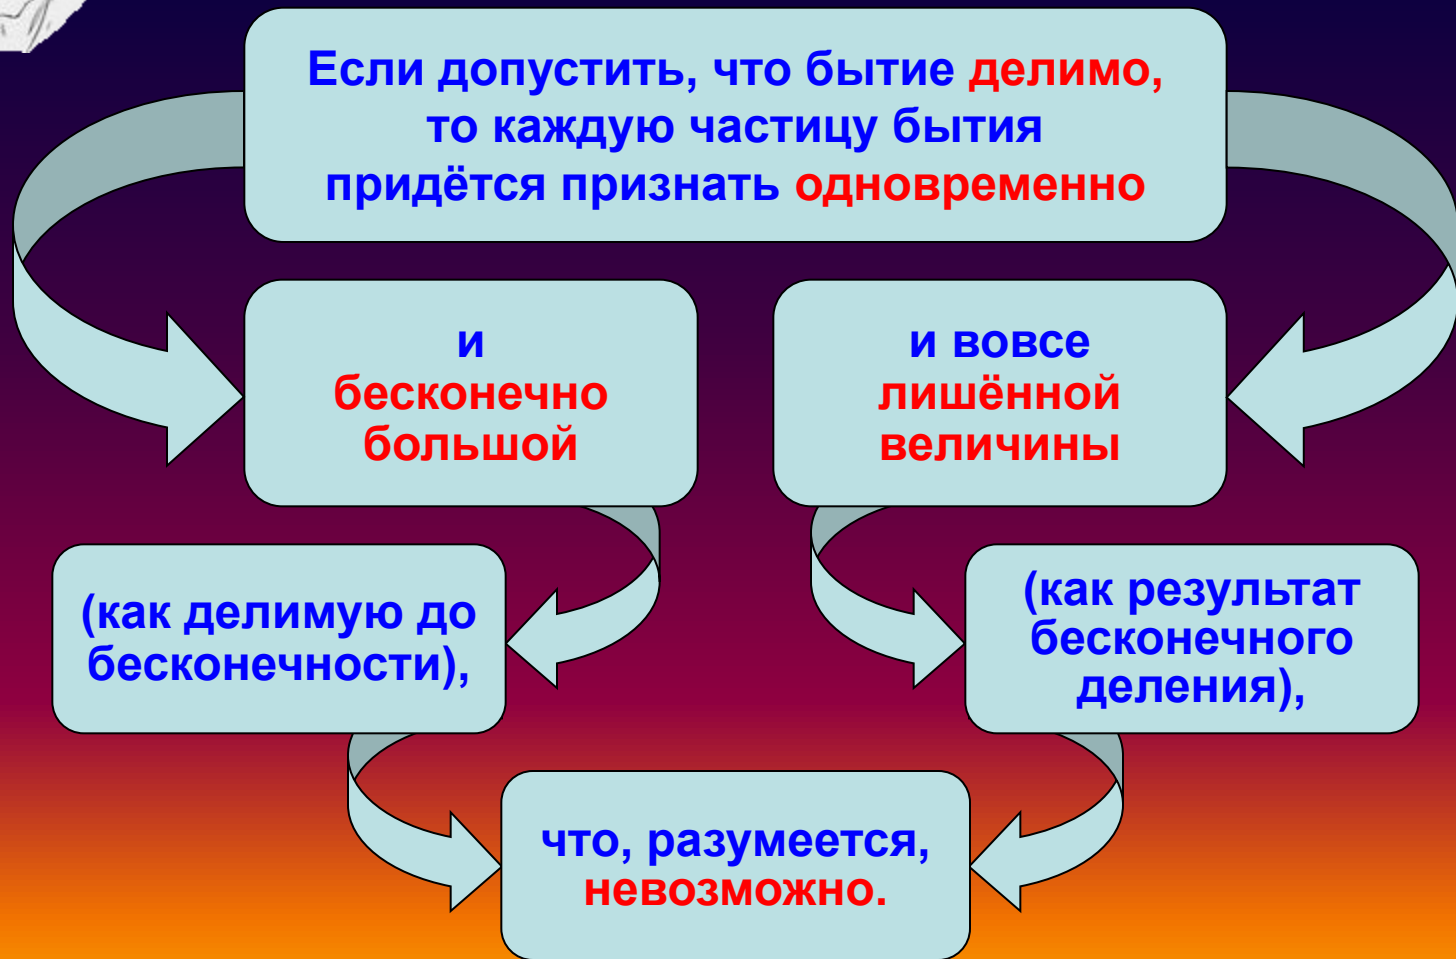 Если допустить, что бытие делимо,
то каждую частицу бытия
придётся признать одновременно
и
бесконечно
большой
и вовсе
лишённой
величины
(как делимую до
бесконечности),
(как результат
бесконечного
деления),
что, разумеется,
невозможно.